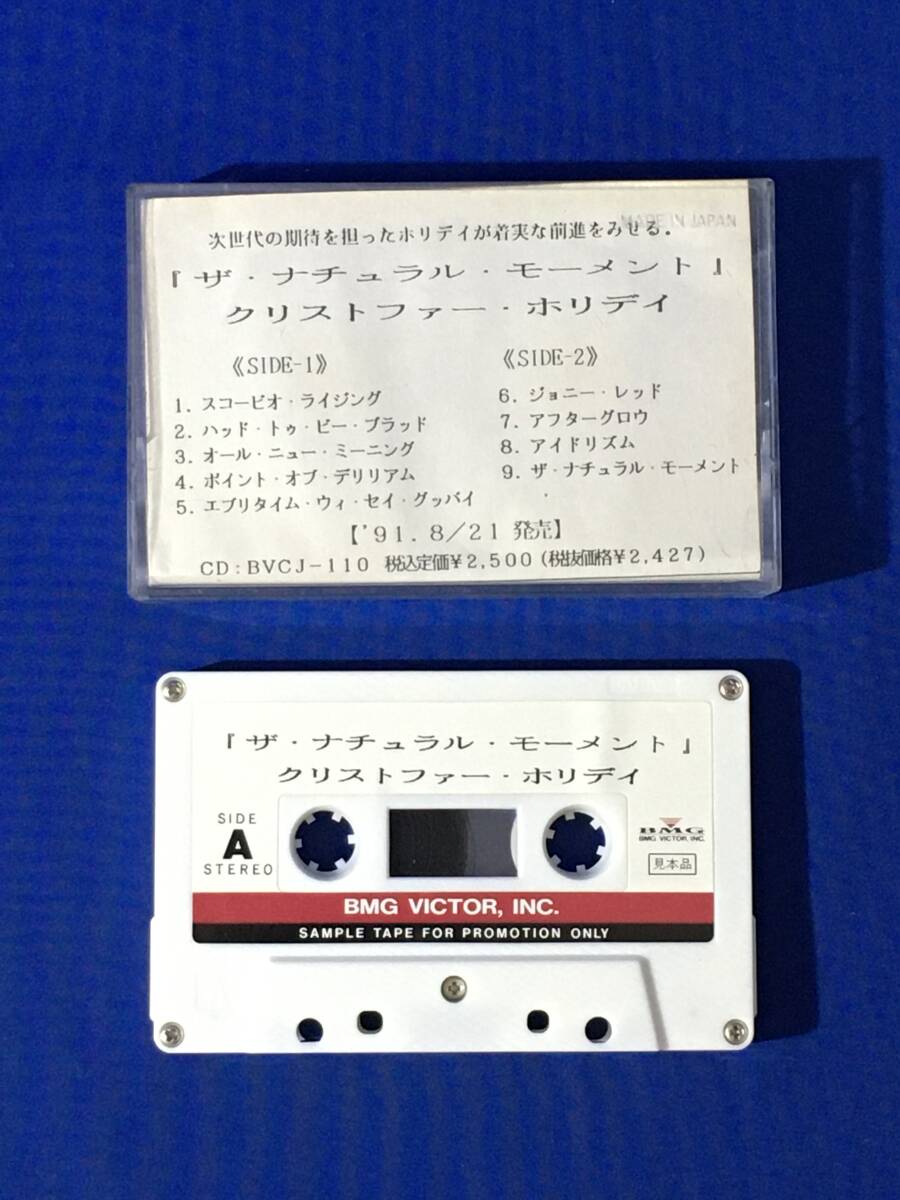 MADE IN JAPAN
次世代の期待を担ったホリデイが着実な前進をみせる.
『ザ・ナチュラル・モーメント』
クリストファー・ホリデイ
《SIDE-1》
1. スコーピオ・ライジング
2. ハッド・トゥ・ビー・ブラッド
3. オール・ニュー・ミーニング
4. ポイント・オブ・デリリアム
5. エブリタイム・ウィ・セイ・グッバイ
《SIDE-2》
6. ジョニー・レッド
7. アフターグロウ
8. アイドリズム
9. ザ・ナチュラル・モーメント
【'91. 8/21 発売】
CD:BVCJ-110 税込定価¥2,500(税抜価格¥2,427)
『ザ・ナチュラル・モーメント』
クリストファー・ホリデイ
SIDE
A
STEREO
BMG
BMG VICTOR, INC.
見本品
BMG VICTOR, INC.
SAMPLE TAPE FOR PROMOTION ONLY